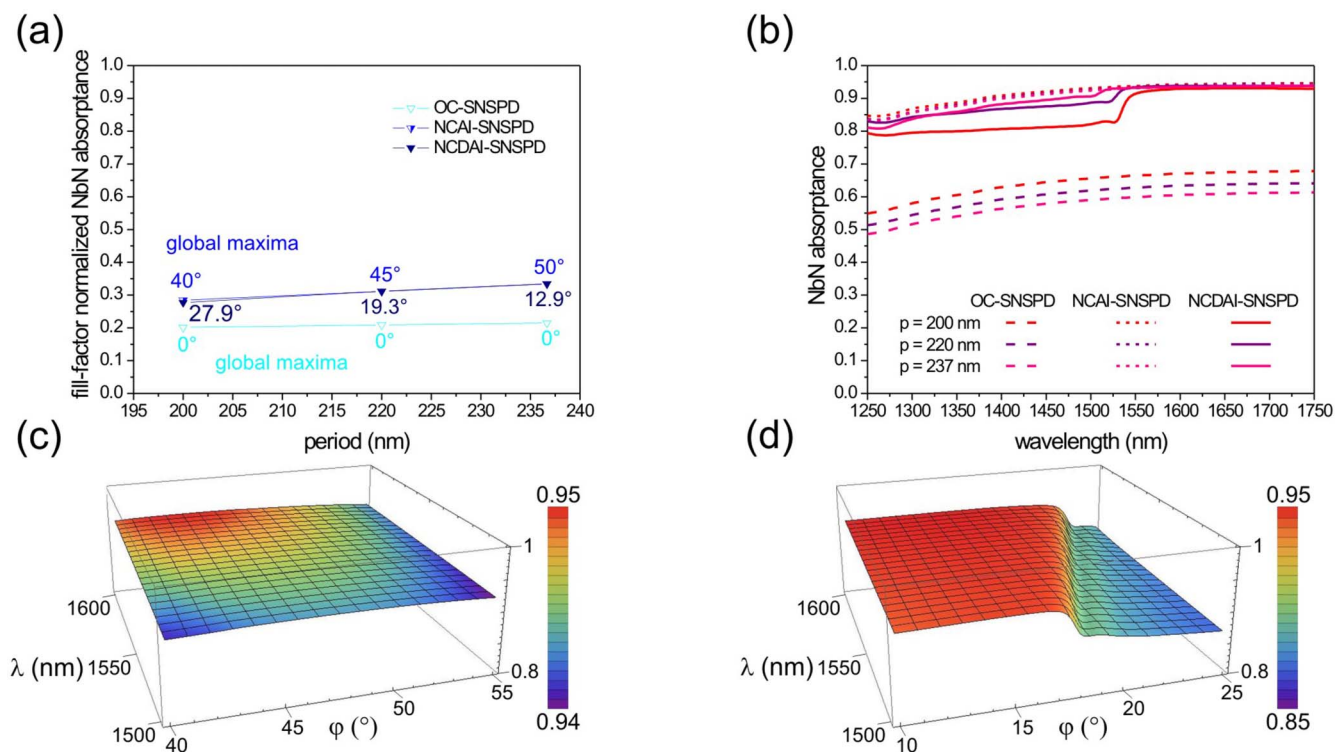 (a)
fill-factor normalized NbN absorptance
1.0
0.9
0.8
0.7
0.6
0.5
0.4
0.3
0.2
0.1
0.0
OC-SNSPD
NCAI-SNSPD
NCDAI-SNSPD
global maxima
40°
45°
50°
27.9°
19.3°
12.9°
0°
0°
0°
global maxima
195 200 205 210 215 220 225 230 235 240
period (nm)
(b)
NbN absorptance
1.0
0.9
0.8
0.7
0.6
0.5
0.4
0.3
0.2
0.1
0.0
OC-SNSPD NCAI-SNSPD NCDAI-SNSPD
p = 200 nm
p = 220 nm
p = 237 nm
1250 1300 1350 1400 1450 1500 1550 1600 1650 1700 1750
wavelength (nm)
(c)
0.95
0.94
1
0.8
1600
1550
1500
λ (nm)
40
45
50
55
φ (°)
(d)
0.95
0.85
1
0.8
1600
1550
1500
λ (nm)
10
15
20
25
φ (°)